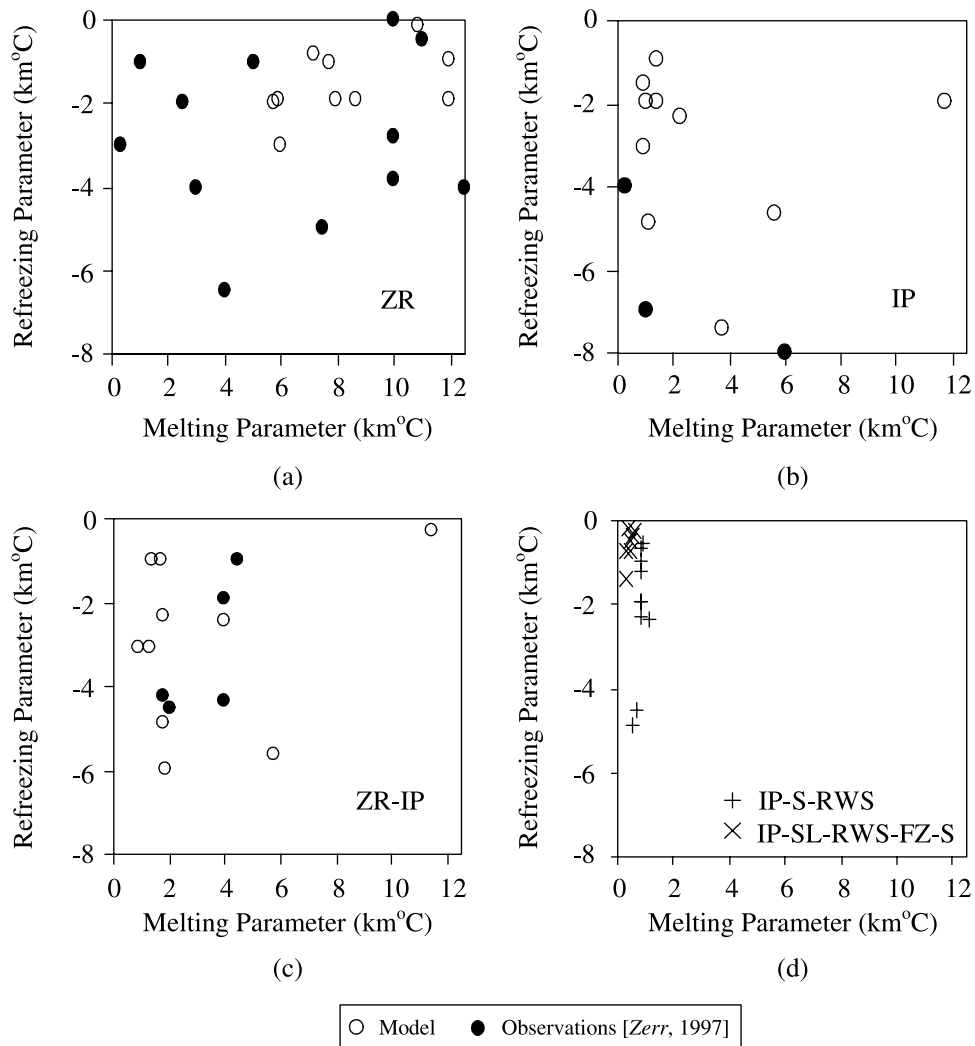 0
-2
-4
-6
-8
0 2 4 6 8 10 12
Refreezing Parameter (km°C)
Melting Parameter (km°C)
ZR
(a)
0
-2
-4
-6
-8
0 2 4 6 8 10 12
Refreezing Parameter (km°C)
Melting Parameter (km°C)
IP
(b)
0
-2
-4
-6
-8
0 2 4 6 8 10 12
Refreezing Parameter (km°C)
Melting Parameter (km°C)
ZR-IP
(c)
0
-2
-4
-6
-8
0 2 4 6 8 10 12
Refreezing Parameter (km°C)
Melting Parameter (km°C)
IP-S-RWS
IP-SL-RWS-FZ-S
(d)
Model Observations [Zerr, 1997]